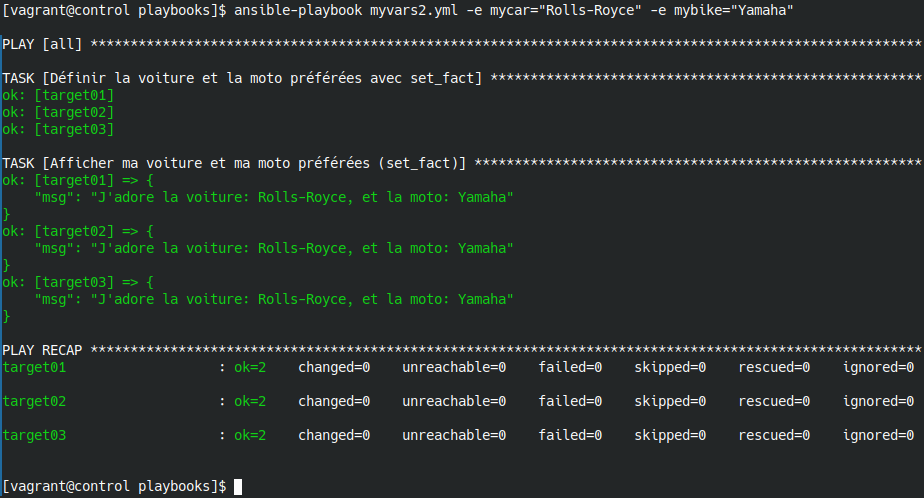 [vagrant@control playbooks]$ ansible-playbook myvars2.yml -e mycar="Rolls-Royce" -e mybike="Yamaha"
PLAY [all] ********************************************************************************************************
TASK [Définir la voiture et la moto préférées avec set_fact] ******************************************************
ok: [target01]
ok: [target02]
ok: [target03]
TASK [Afficher ma voiture et ma moto préférées (set_fact)] ********************************************************
ok: [target01] => {
    "msg": "J'adore la voiture: Rolls-Royce, et la moto: Yamaha"
}
ok: [target02] => {
    "msg": "J'adore la voiture: Rolls-Royce, et la moto: Yamaha"
}
ok: [target03] => {
    "msg": "J'adore la voiture: Rolls-Royce, et la moto: Yamaha"
}
PLAY RECAP ********************************************************************************************************
target01                   : ok=2    changed=0    unreachable=0    failed=0    skipped=0    rescued=0    ignored=0
target02                   : ok=2    changed=0    unreachable=0    failed=0    skipped=0    rescued=0    ignored=0
target03                   : ok=2    changed=0    unreachable=0    failed=0    skipped=0    rescued=0    ignored=0
[vagrant@control playbooks]$